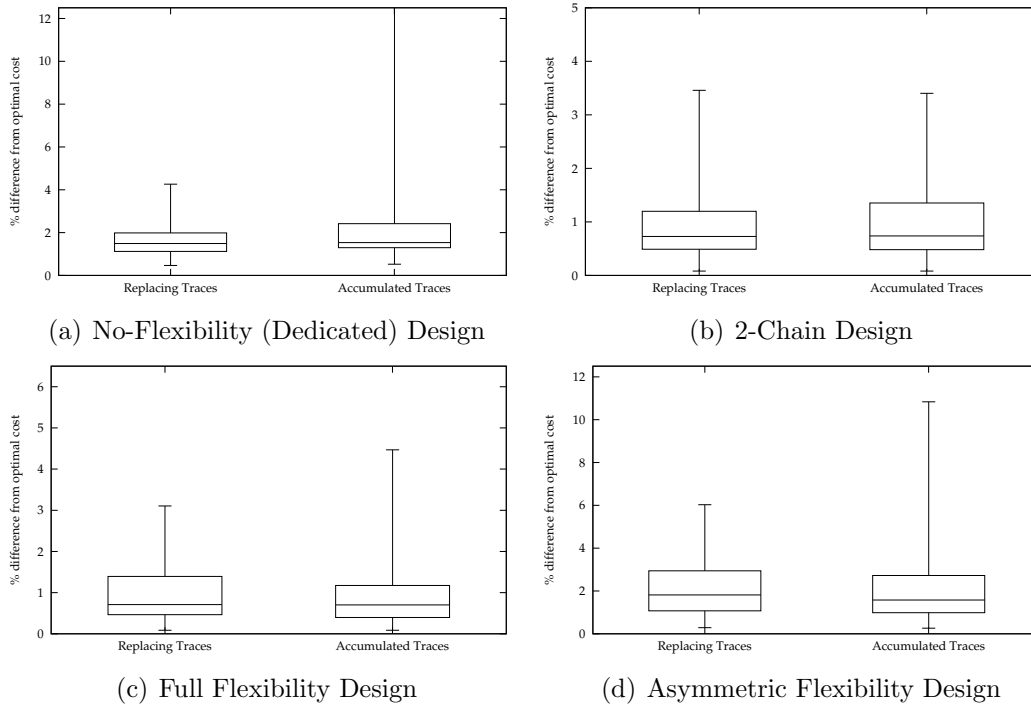 % difference from optimal cost
12
10
8
6
4
2
0
Replacing Traces Accumulated Traces
(a) No-Flexibility (Dedicated) Design
% difference from optimal cost
5
4
3
2
1
0
Replacing Traces Accumulated Traces
(b) 2-Chain Design
% difference from optimal cost
6
5
4
3
2
1
0
Replacing Traces Accumulated Traces
(c) Full Flexibility Design
% difference from optimal cost
12
10
8
6
4
2
0
Replacing Traces Accumulated Traces
(d) Asymmetric Flexibility Design